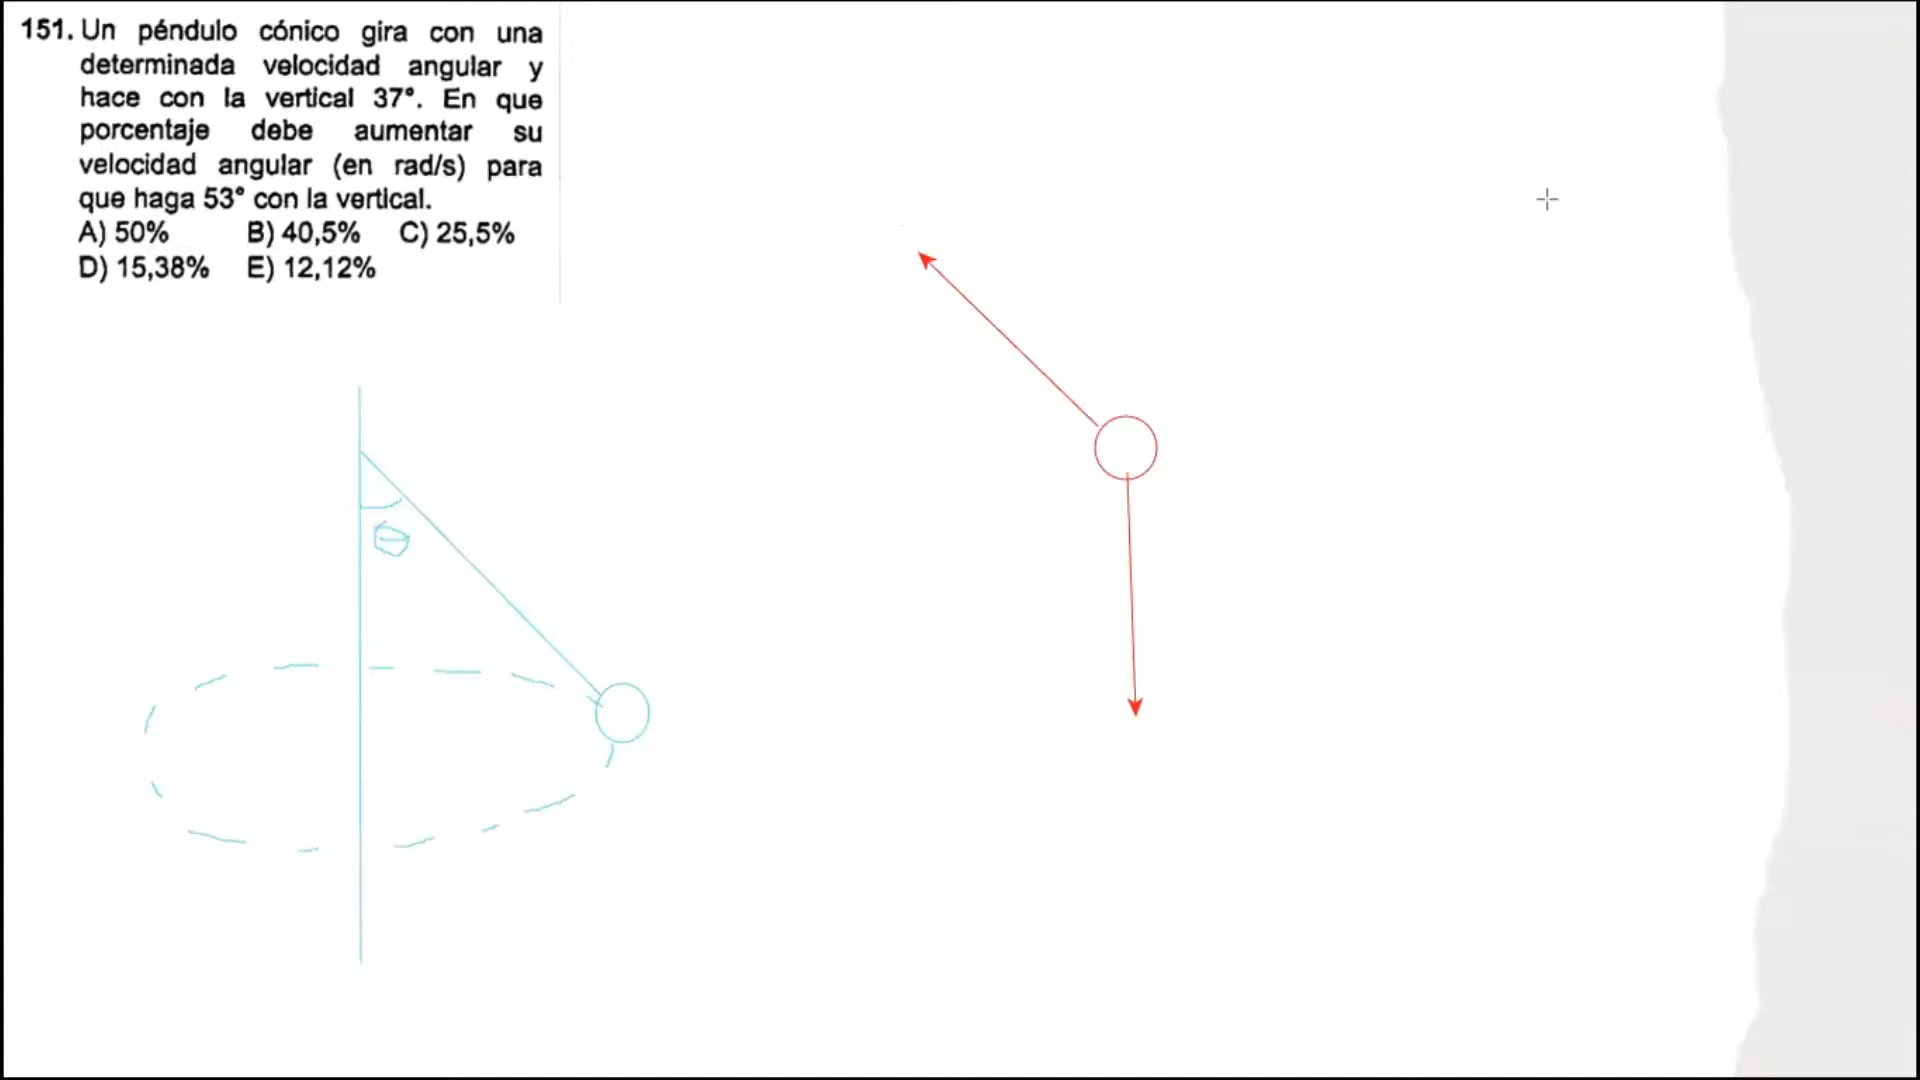 151. Un péndulo cónico gira con una
determinada velocidad angular y
hace con la vertical 37°. En que
porcentaje debe aumentar su
velocidad angular (en rad/s) para
que haga 53° con la vertical.
A) 50% B) 40,5% C) 25,5%
D) 15,38% E) 12,12%
θ